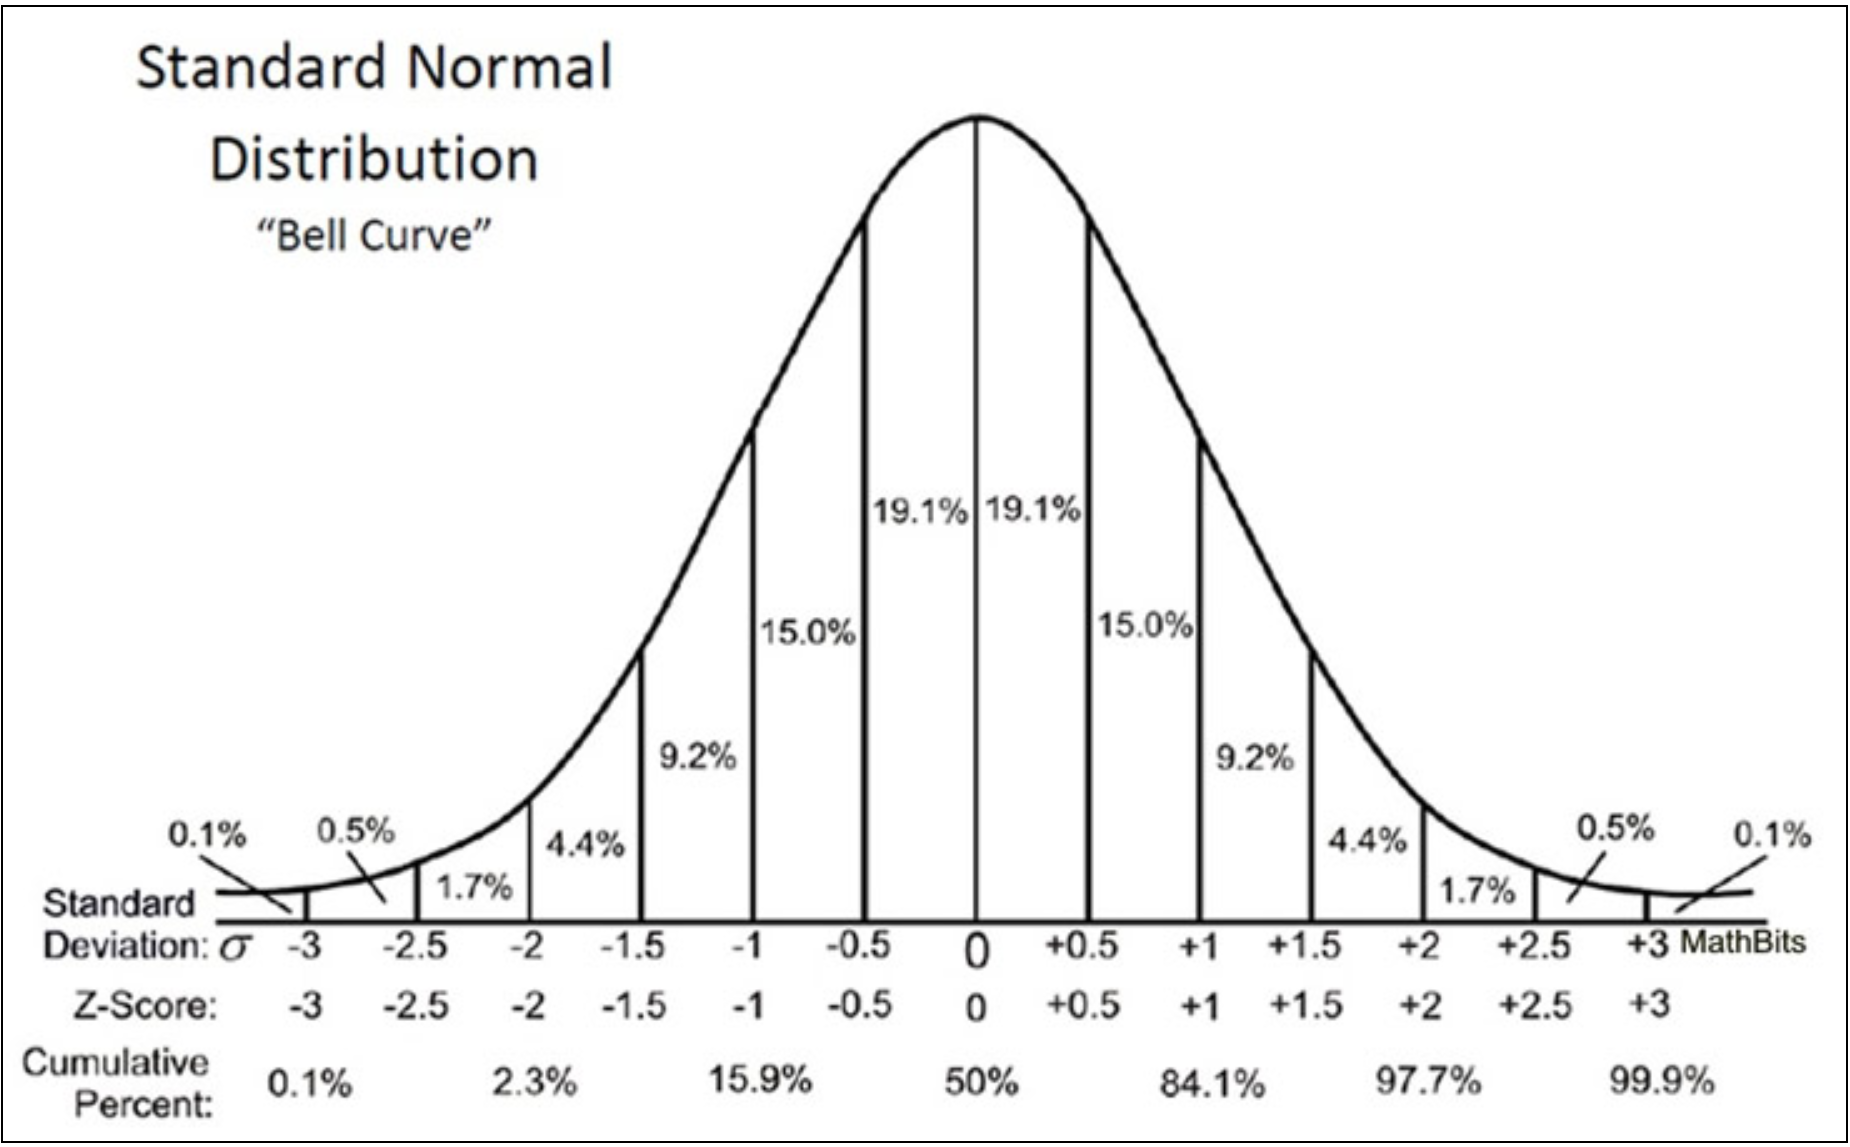 Standard Normal
Distribution
“Bell Curve”
19.1% 19.1%
15.0% 15.0%
9.2% 9.2%
0.1% 0.5% 4.4% 4.4% 0.5% 0.1%
1.7% 1.7%
Standard
Deviation: σ -3 -2.5 -2 -1.5 -1 -0.5 0 +0.5 +1 +1.5 +2 +2.5 +3 MathBits
Z-Score: -3 -2.5 -2 -1.5 -1 -0.5 0 +0.5 +1 +1.5 +2 +2.5 +3
Cumulative
Percent: 0.1% 2.3% 15.9% 50% 84.1% 97.7% 99.9%